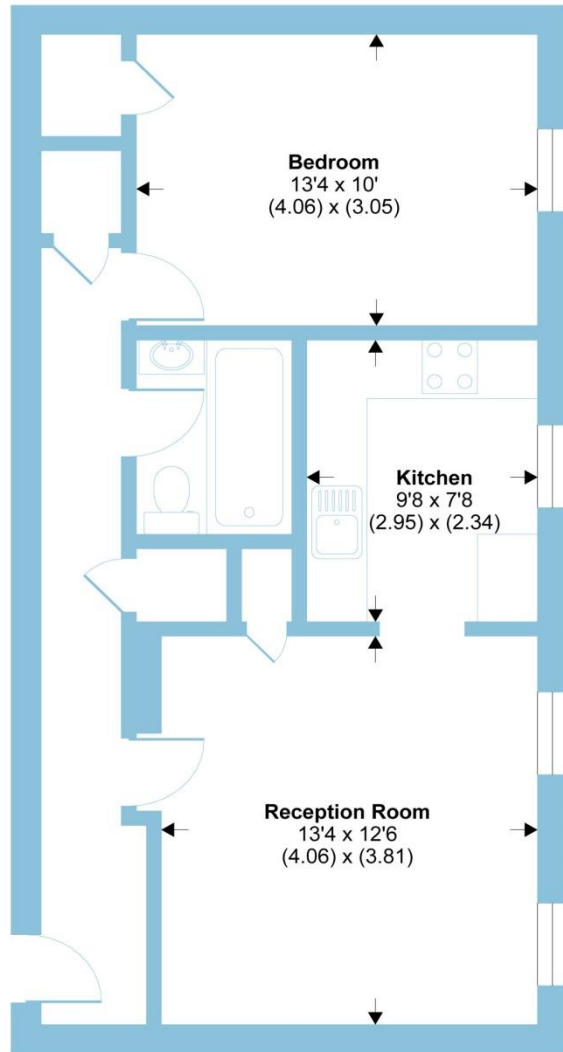 Bedroom
13'4 x 10'
(4.06) x (3.05)
Kitchen
9'8 x 7'8
(2.95) x (2.34)
Reception Room
13'4 x 12'6
(4.06) x (3.81)